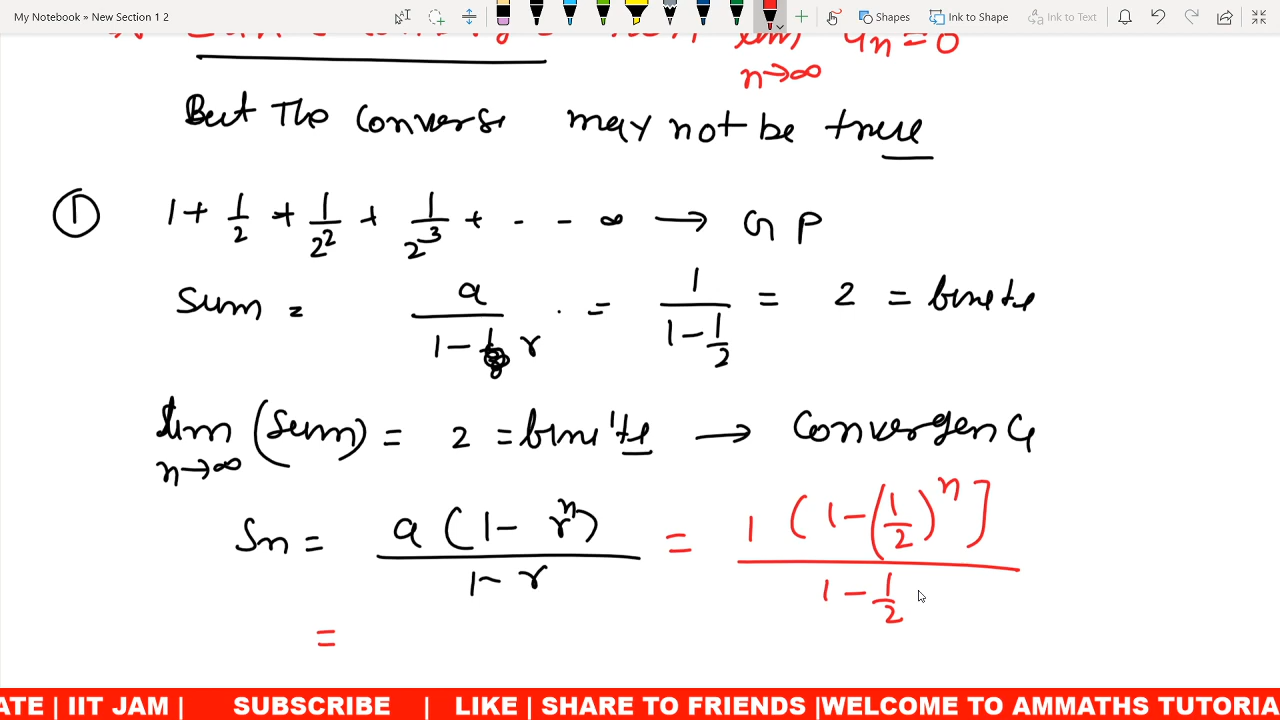 My Notebook » New Section 1 2
Shapes Ink to Shape Ink to Text
lim un = 0
n→∞
But The Converse may not be true
① 1 + 1/2 + 1/2² + 1/2³ + - - ∞ → G P
Sum = a/(1 - r) = 1/(1 - 1/2) = 2 = finite
lim n→∞ (Sum) = 2 = finite → Convergence
Sn = a(1 - rⁿ)/(1 - r) = 1(1 - (1/2)ⁿ]/(1 - 1/2)
=
ATE | IIT JAM | SUBSCRIBE | LIKE | SHARE TO FRIENDS |WELCOME TO AMMATHS TUTORIA